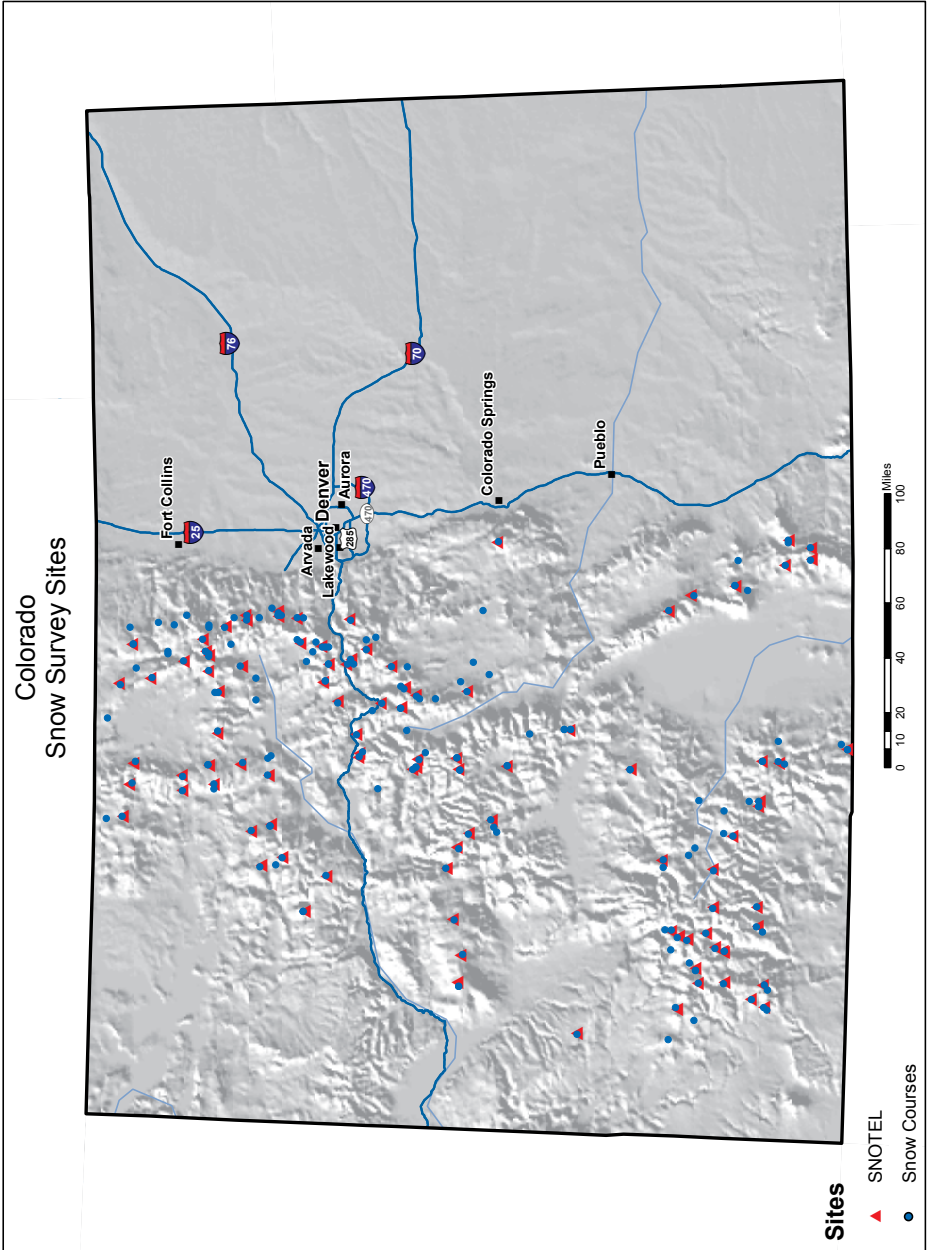 Colorado
Snow Survey Sites
Fort Collins
25
76
Arvada
Denver
Lakewood
Aurora
285
470
470
70
Colorado Springs
Pueblo
0 10 20 40 60 80 100
Miles
Sites
SNOTEL
Snow Courses